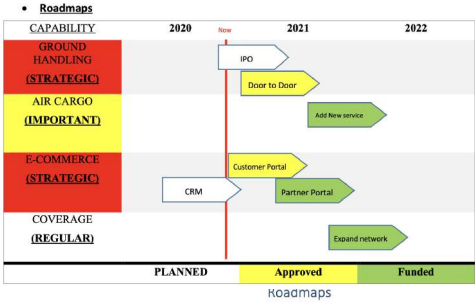 • Roadmaps
CAPABILITY 2020 Now 2021 2022
GROUND
HANDLING
(STRATEGIC)
IPO
Door to Door
AIR CARGO
(IMPORTANT)
Add New service
E-COMMERCE
(STRATEGIC)
Customer Portal
CRM
Partner Portal
COVERAGE
(REGULAR)
Expand network
PLANNED Approved Funded
Roadmaps